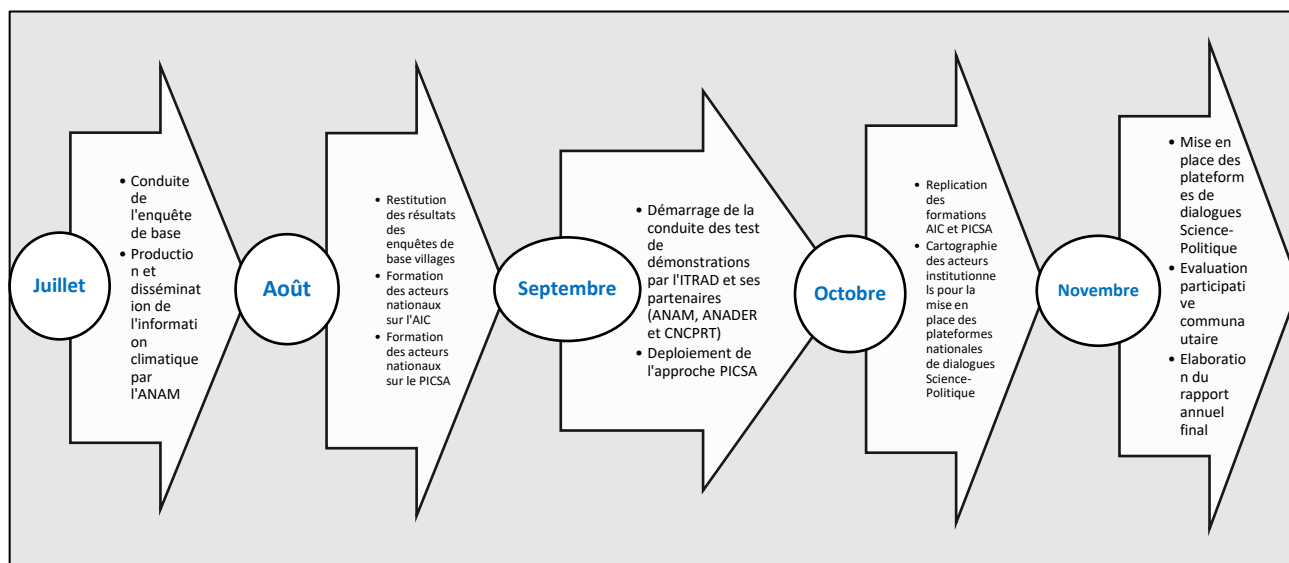 Juillet
• Conduite
de
l'enquête
de base
• Productio
n et
dissémin
ation de
l'informati
on
climatique
par
l'ANAM
Août
• Restitution
des résultats
des
enquêtes de
base villages
• Formation
des acteurs
nationaux
sur l'AIC
• Formation
des acteurs
nationaux
sur le PICSA
Septembre
• Démarrage de la
conduite des test de
démonstrations
par l'ITRAD et ses
partenaires
(ANAM, ANADER
et CNCPRT)
• Deploiement de
l'approche PICSA
Octobre
• Replication
des
formations
AIC et PICSA
• Cartographie
des acteurs
institutionne
ls pour la
mise en
place des
plateformes
nationales
de dialogues
Science-
Politique
Novembre
• Mise en
place des
plateform
es de
dialogues
Science-
Politique
• Evaluation
participati
ve
communa
utaire
• Elaboratio
n du
rapport
annuel
final